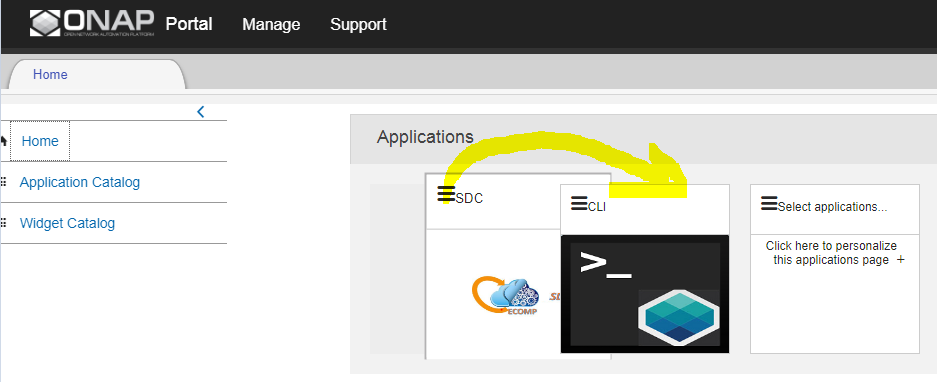 ONAP Portal Manage Support
OPEN NETWORK AUTOMATION PLATFORM
Home
Home
Application Catalog
Widget Catalog
Applications
SDC
ECOMP
CLI
>_
Select applications...
Click here to personalize
this applications page +